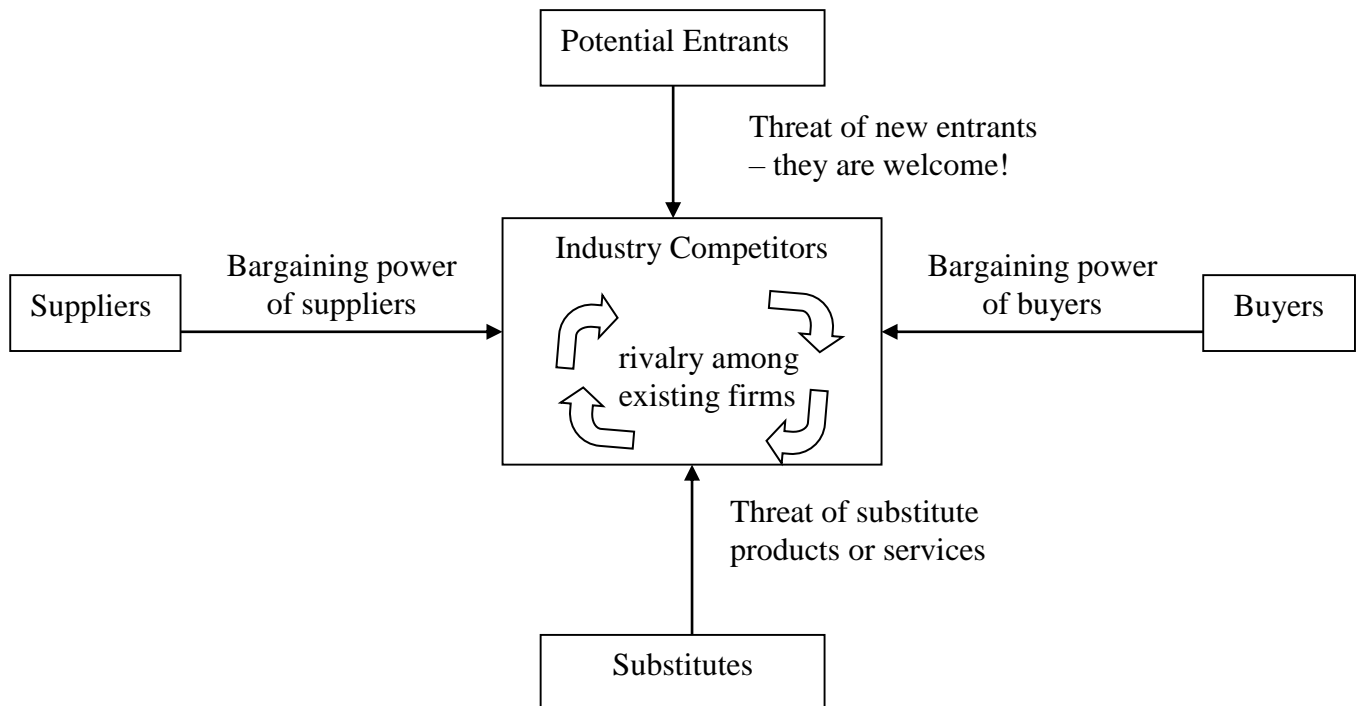 Potential Entrants
Threat of new entrants
– they are welcome!
Industry Competitors
Bargaining power
of suppliers
Bargaining power
of buyers
Suppliers
Buyers
rivalry among
existing firms
Threat of substitute
products or services
Substitutes